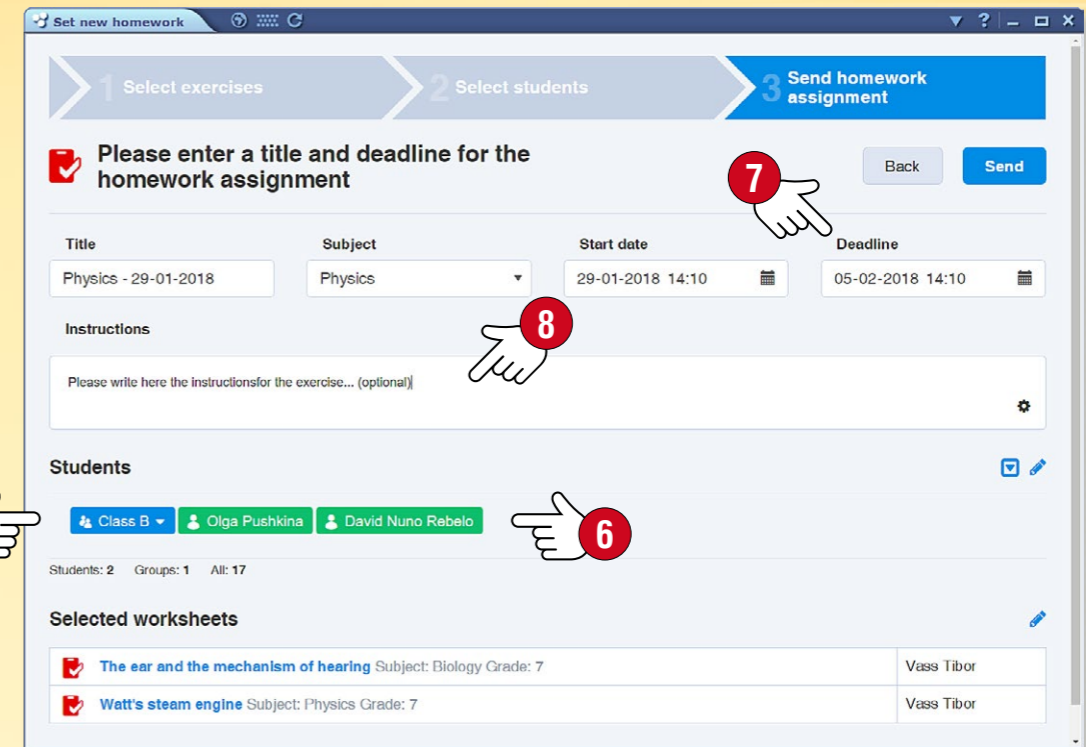 Set new homework
1 Select exercises
2 Select students
3 Send homework
assignment
Please enter a title and deadline for the
homework assignment
7
Back
Send
Title
Subject
Start date
Deadline
Physics - 29-01-2018
Physics
29-01-2018 14:10
05-02-2018 14:10
8
Instructions
Please write here the instructionsfor the exercise... (optional)
Students
Class B
Olga Pushkina
David Nuno Rebelo
6
Students: 2 Groups: 1 All: 17
Selected worksheets
The ear and the mechanism of hearing Subject: Biology Grade: 7
Vass Tibor
Watt's steam engine Subject: Physics Grade: 7
Vass Tibor